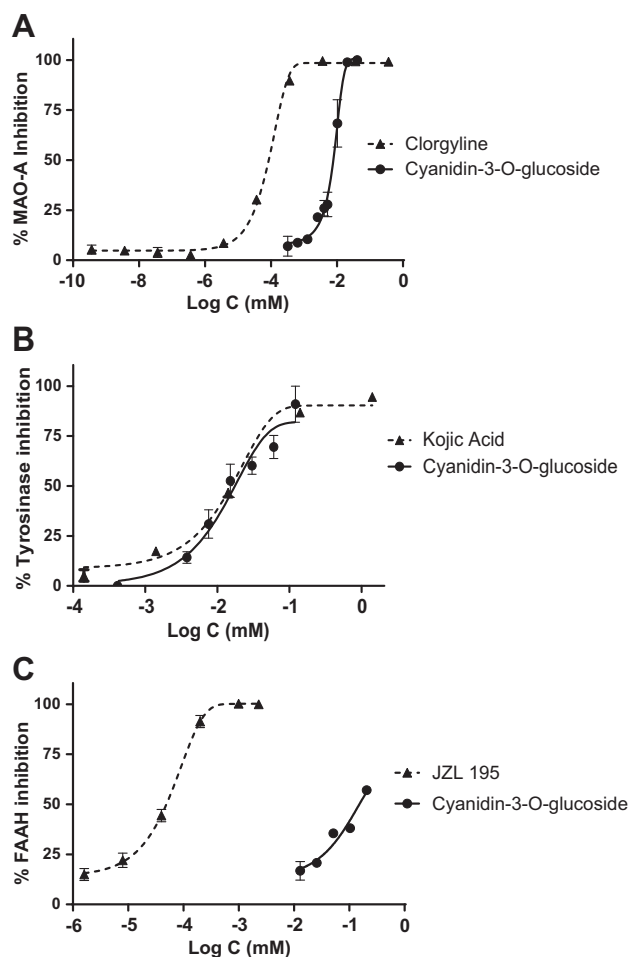 A
% MAO-A Inhibition
100
75
50
25
0
-10
-8
-6
-4
-2
0
Log C (mM)
Clorgyline
Cyanidin-3-O-glucoside
B
% Tyrosinase inhibition
100
75
50
25
0
-4
-3
-2
-1
0
Log C (mM)
Kojic Acid
Cyanidin-3-O-glucoside
C
% FAAH inhibition
100
75
50
25
0
-6
-5
-4
-3
-2
-1
0
Log C (mM)
JZL 195
Cyanidin-3-O-glucoside